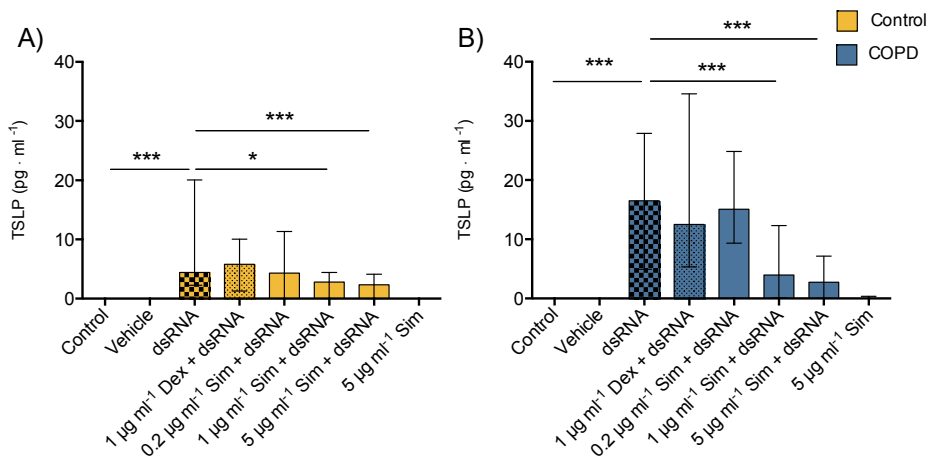 A)
TSLP (pg · ml⁻¹)
40
30
20
10
0
***
*
***
Control
Vehicle
dsRNA
1 µg ml⁻¹ Dex + dsRNA
0.2 µg ml⁻¹ Sim + dsRNA
1 µg ml⁻¹ Sim + dsRNA
5 µg ml⁻¹ Sim + dsRNA
5 µg ml⁻¹ Sim
B)
Control
COPD
TSLP (pg · ml⁻¹)
40
30
20
10
0
***
***
***
Control
Vehicle
dsRNA
1 µg ml⁻¹ Dex + dsRNA
0.2 µg ml⁻¹ Sim + dsRNA
1 µg ml⁻¹ Sim + dsRNA
5 µg ml⁻¹ Sim + dsRNA
5 µg ml⁻¹ Sim